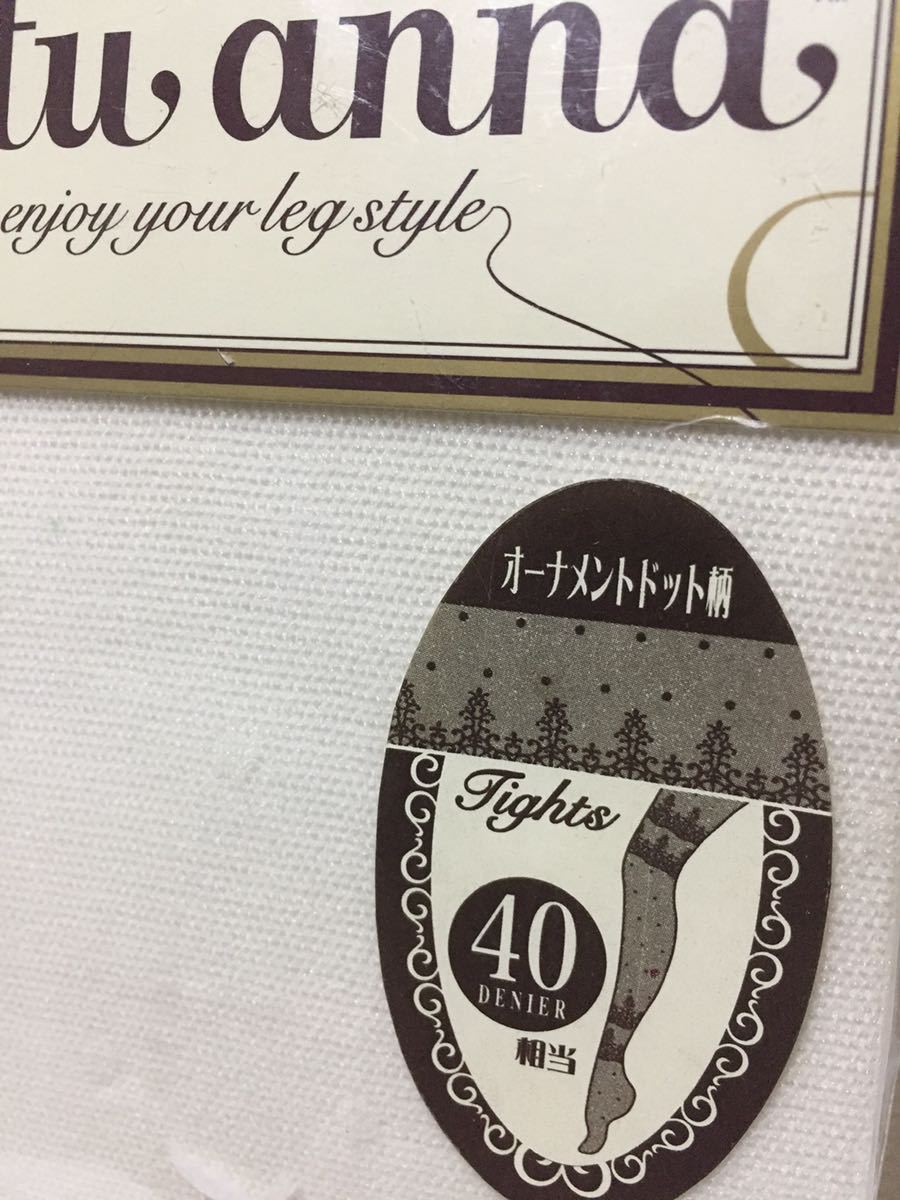 tu anna
enjoy your leg style
オーナメントドット柄
Tights
40
DENIER
相当